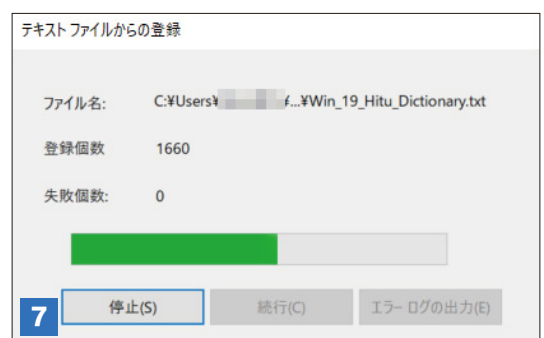 テキスト ファイルからの登録
ファイル名: C:¥Users¥ ¥...¥Win_19_Hitu_Dictionary.txt
登録個数 1660
失敗個数: 0
7 停止(S) 続行(C) エラー ログの出力(E)